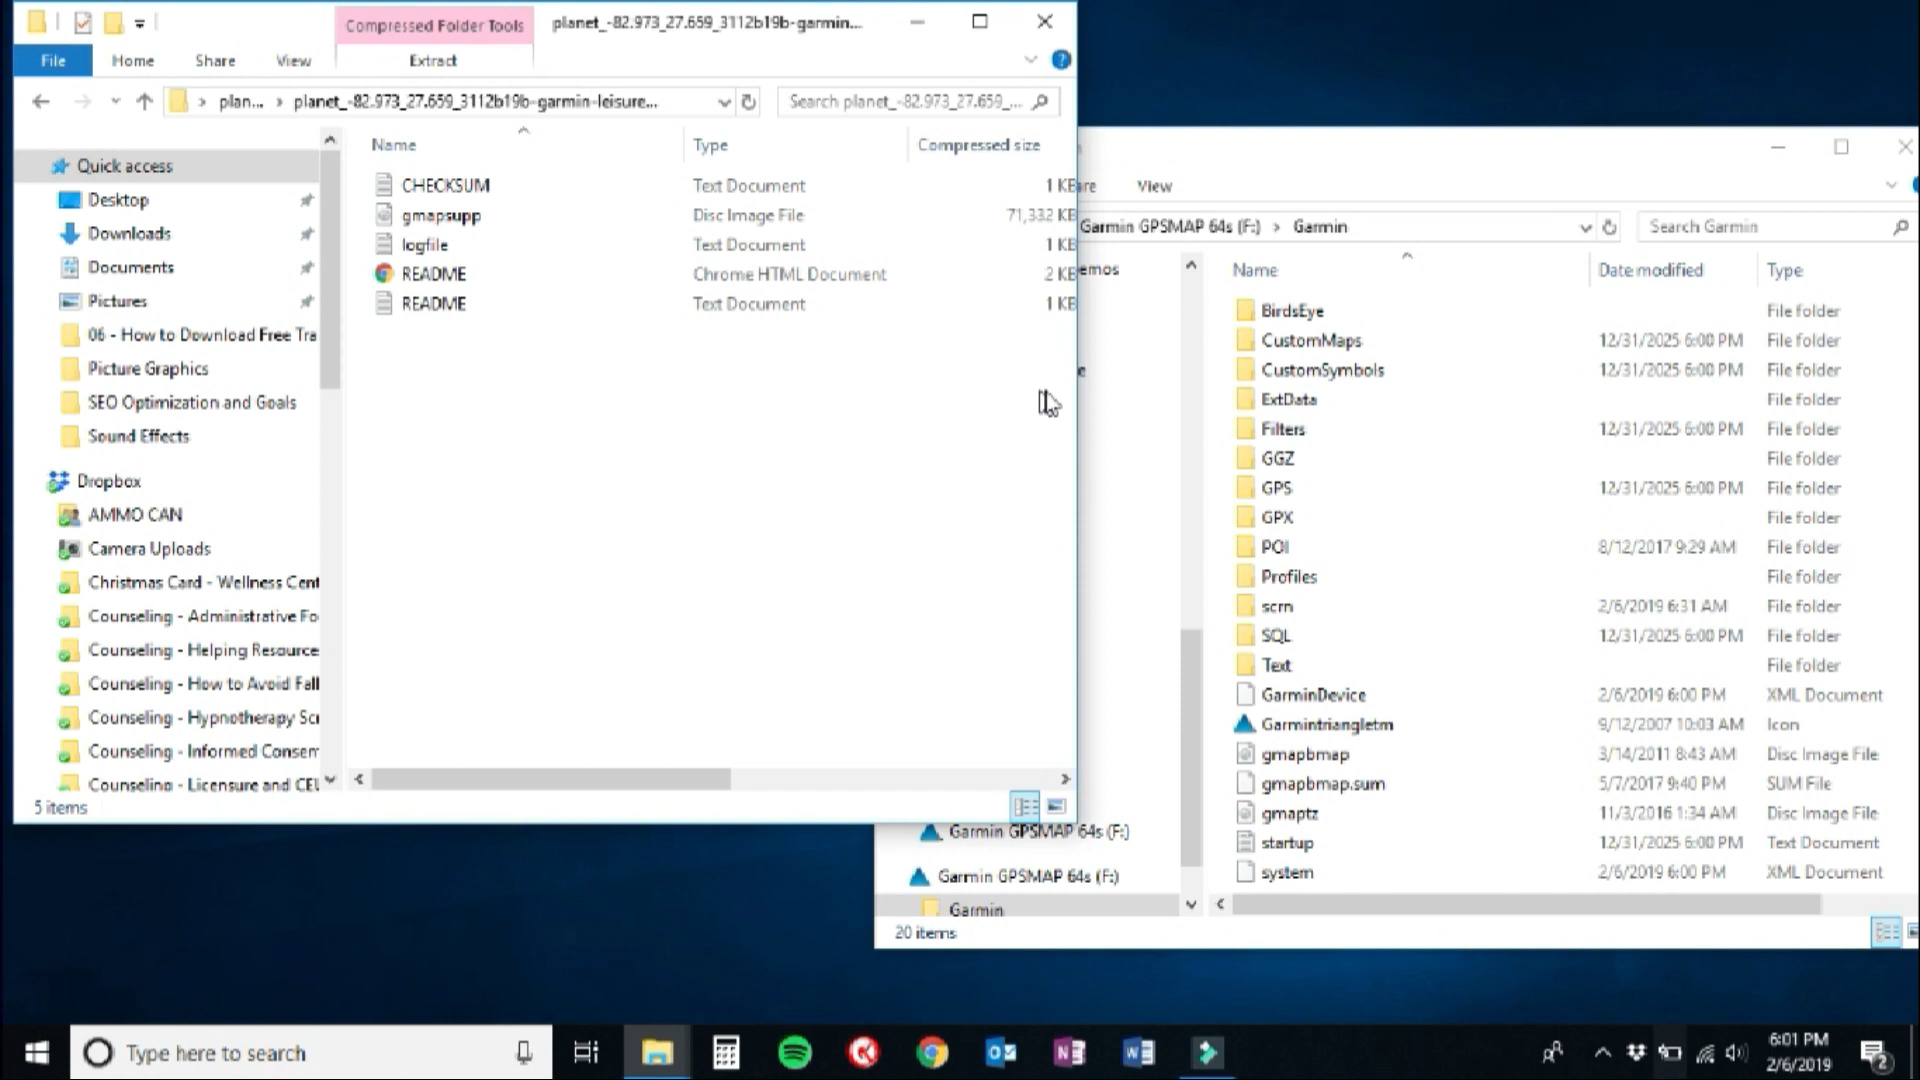 Compressed Folder Tools
planet_-82.973_27.659_3112b19b-garmin...
File
Home
Share
View
Extract
plan...
planet_-82.973_27.659_3112b19b-garmin-leisure...
Search planet_-82.973_27.659_...
Name
Type
Compressed size
Quick access
Desktop
Downloads
Documents
Pictures
06 - How to Download Free Tra
Picture Graphics
SEO Optimization and Goals
Sound Effects
Dropbox
AMMO CAN
Camera Uploads
Christmas Card - Wellness Cent
Counseling - Administrative Fo
Counseling - Helping Resource
Counseling - How to Avoid Fall
Counseling - Hypnotherapy Scr
Counseling - Informed Consen
Counseling - Licensure and CEU
CHECKSUM Text Document 1 KB
gmapsupp Disc Image File 71,332 KB
logfile Text Document 1 KB
README Chrome HTML Document 2 KB
README Text Document 1 KB
5 items
are
View
Garmin GPSMAP 64s (F:) > Garmin
Search Garmin
emos
e
Name Date modified Type
BirdsEye File folder
CustomMaps 12/31/2025 6:00 PM File folder
CustomSymbols 12/31/2025 6:00 PM File folder
ExtData File folder
Filters 12/31/2025 6:00 PM File folder
GGZ File folder
GPS 12/31/2025 6:00 PM File folder
GPX File folder
POI 8/12/2017 9:29 AM File folder
Profiles File folder
scrn 2/6/2019 6:31 AM File folder
SQL 12/31/2025 6:00 PM File folder
Text File folder
GarminDevice 2/6/2019 6:00 PM XML Document
Garmintriangletm 9/12/2007 10:03 AM Icon
gmapbmap 3/14/2011 8:43 AM Disc Image File
gmapbmap.sum 5/7/2017 9:40 PM SUM File
gmaptz 11/3/2016 1:34 AM Disc Image File
startup 12/31/2025 6:00 PM Text Document
system 2/6/2019 6:00 PM XML Document
Garmin GPSMAP 64s (F:)
Garmin GPSMAP 64s (F:)
Garmin
20 items
Type here to search
6:01 PM
2/6/2019
2